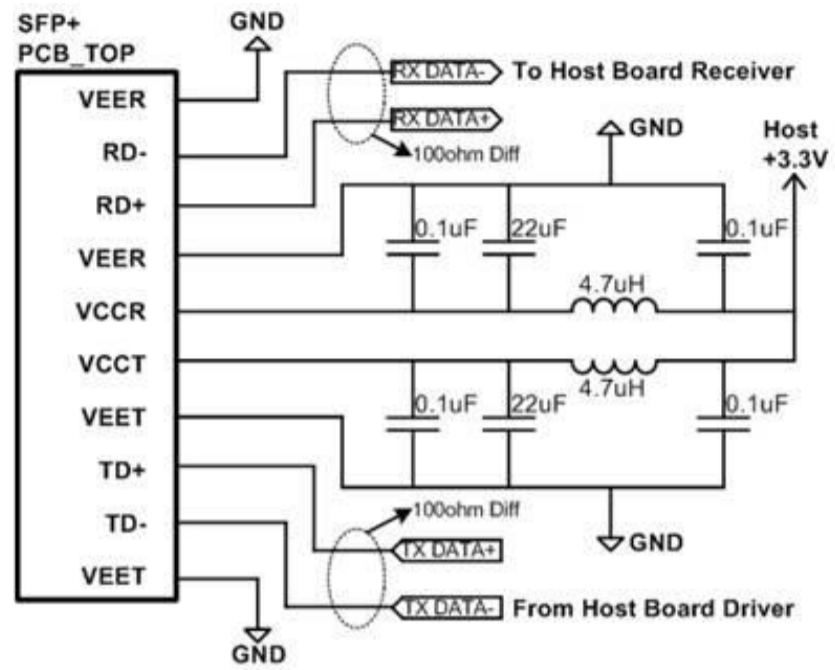 SFP+
PCB_TOP
GND
VEER
RD-
RD+
VEER
VCCR
VCCT
VEET
TD+
TD-
VEET
GND
RX DATA- To Host Board Receiver
RX DATA+
100ohm Diff
GND
Host
+3.3V
0.1uF
22uF
0.1uF
4.7uH
4.7uH
0.1uF
22uF
0.1uF
100ohm Diff
GND
TX DATA+
TX DATA- From Host Board Driver